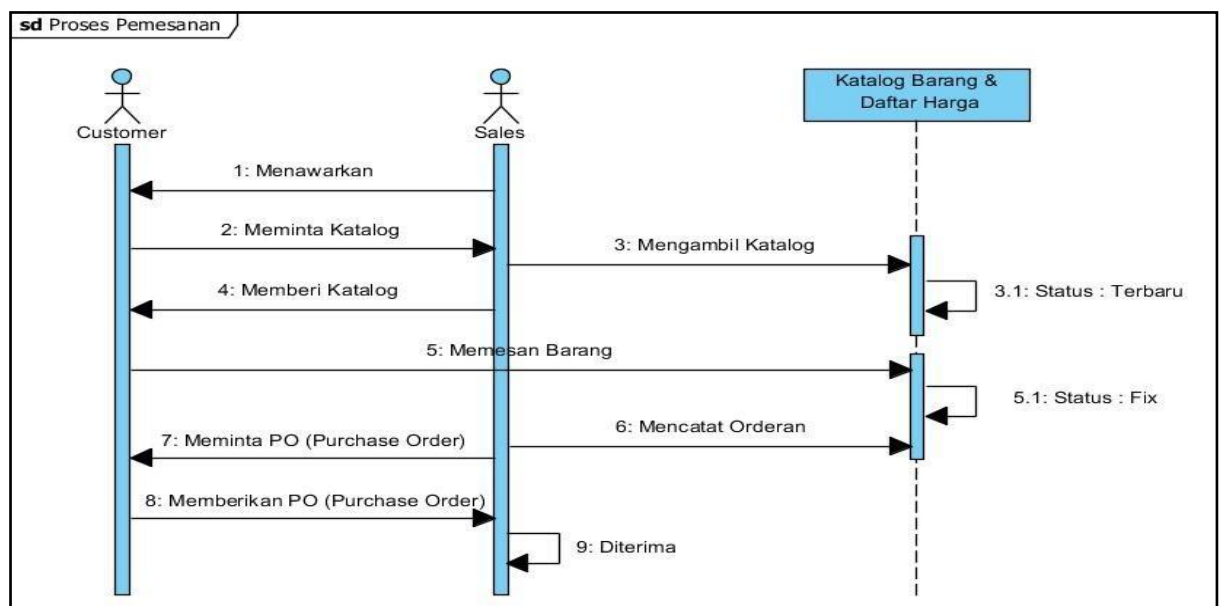 sd Proses Pemesanan
Katalog Barang &
Daftar Harga
Customer
Sales
1: Menawarkan
2: Meminta Katalog
3: Mengambil Katalog
4: Memberi Katalog
3.1: Status : Terbaru
5: Memesan Barang
5.1: Status : Fix
6: Mencatat Orderan
7: Meminta PO (Purchase Order)
8: Memberikan PO (Purchase Order)
9: Diterima